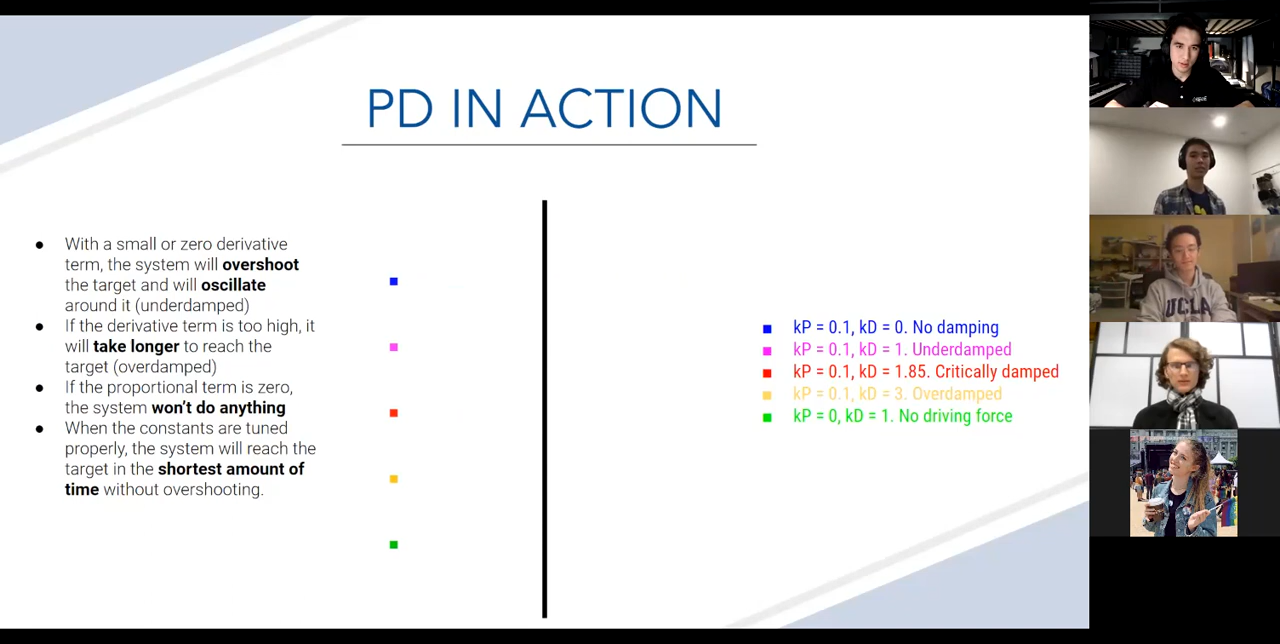 PD IN ACTION
● With a small or zero derivative
term, the system will overshoot
the target and will oscillate
around it (underdamped)
● If the derivative term is too high, it
will take longer to reach the
target (overdamped)
● If the proportional term is zero,
the system won't do anything
● When the constants are tuned
properly, the system will reach the
target in the shortest amount of
time without overshooting.
kP = 0.1, kD = 0. No damping
kP = 0.1, kD = 1. Underdamped
kP = 0.1, kD = 1.85. Critically damped
kP = 0.1, kD = 3. Overdamped
kP = 0, kD = 1. No driving force
UCLA